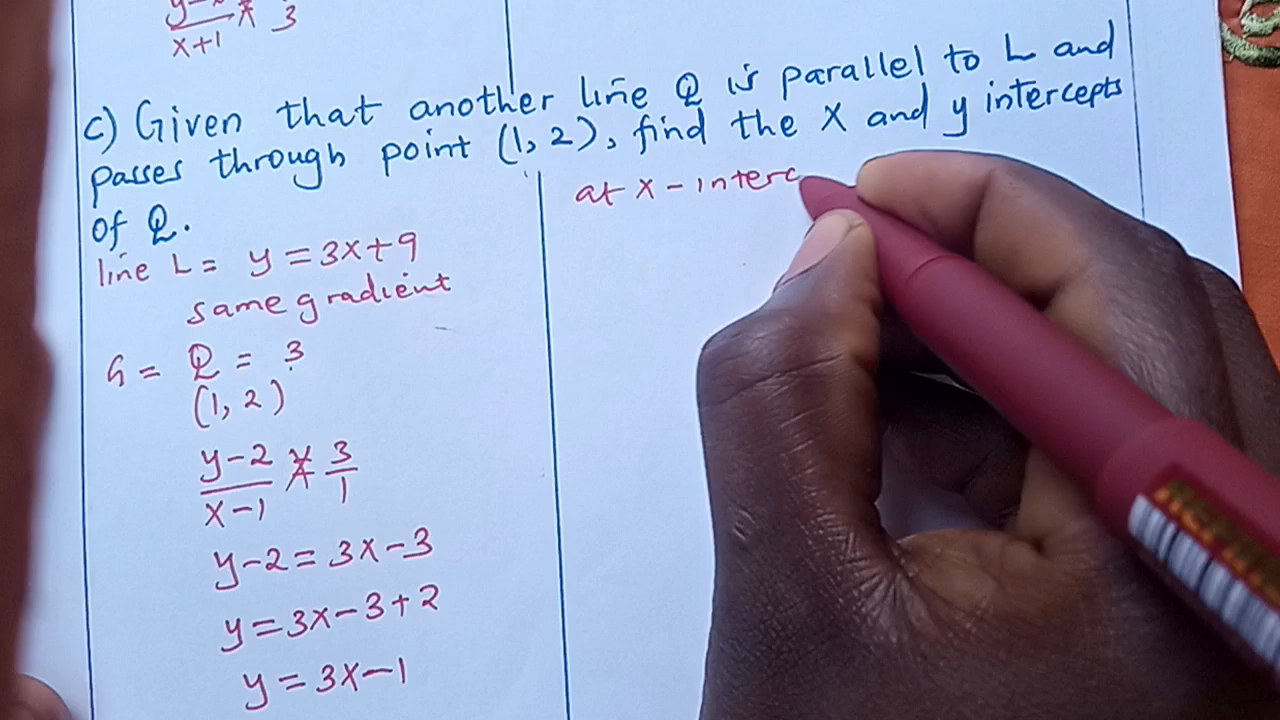 x+1 3
c) Given that another line Q is parallel to L and
passes through point (1, 2), find the X and y intercepts
of Q.
line L = y = 3x+9
same gradient
G = Q = 3
(1, 2)
y-2 3
x-1 1
y-2 = 3x-3
y = 3x-3+2
y = 3x-1
at x-interc